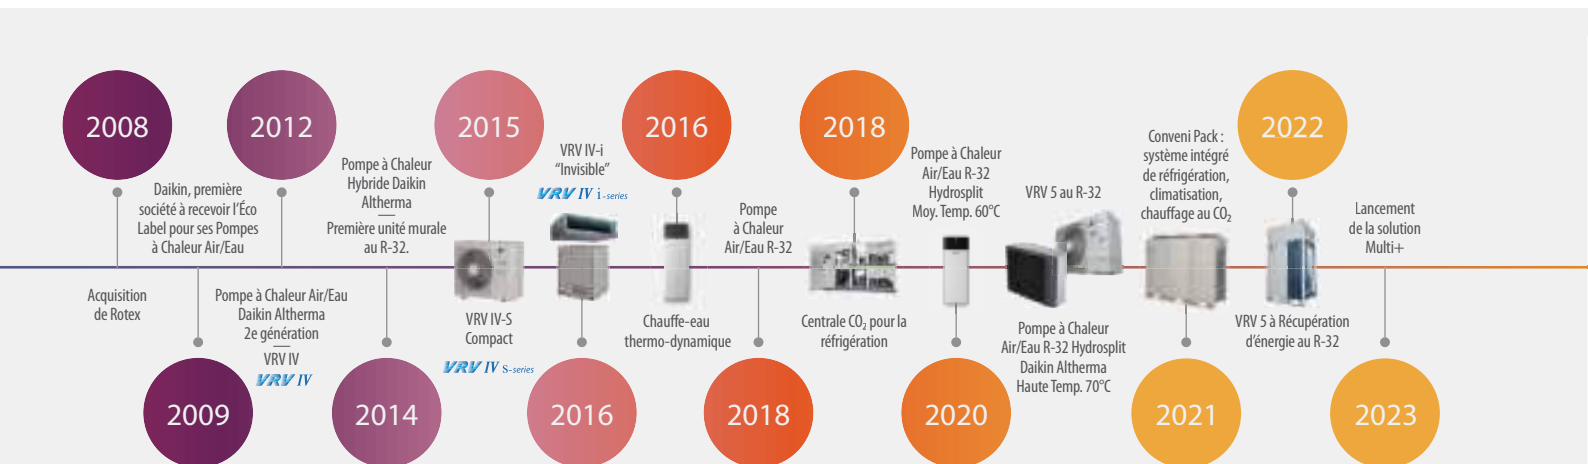 2008
Acquisition
de Rotex
Daikin, première
société à recevoir l’Éco
Label pour ses Pompes
à Chaleur Air/Eau
2009
2012
Pompe à Chaleur Air/Eau
Daikin Altherma
2e génération
VRV IV
VRV IV
Pompe à Chaleur
Hybride Daikin
Altherma
Première unité murale
au R-32.
2014
2015
VRV IV-S
Compact
VRV IV S-series
VRV IV-i
“Invisible”
VRV IV i-series
2016
2016
Chauffe-eau
thermo-dynamique
Pompe
à Chaleur
Air/Eau R-32
2018
2018
Centrale CO₂ pour la
réfrigération
Pompe à Chaleur
Air/Eau R-32
Hydrosplit
Moy. Temp. 60°C
2020
VRV 5 au R-32
Pompe à Chaleur
Air/Eau R-32 Hydrosplit
Daikin Altherma
Haute Temp. 70°C
Conveni Pack :
système intégré
de réfrigération,
climatisation,
chauffage au CO₂
2021
2022
VRV 5 à Récupération
d’énergie au R-32
Lancement
de la solution
Multi+
2023